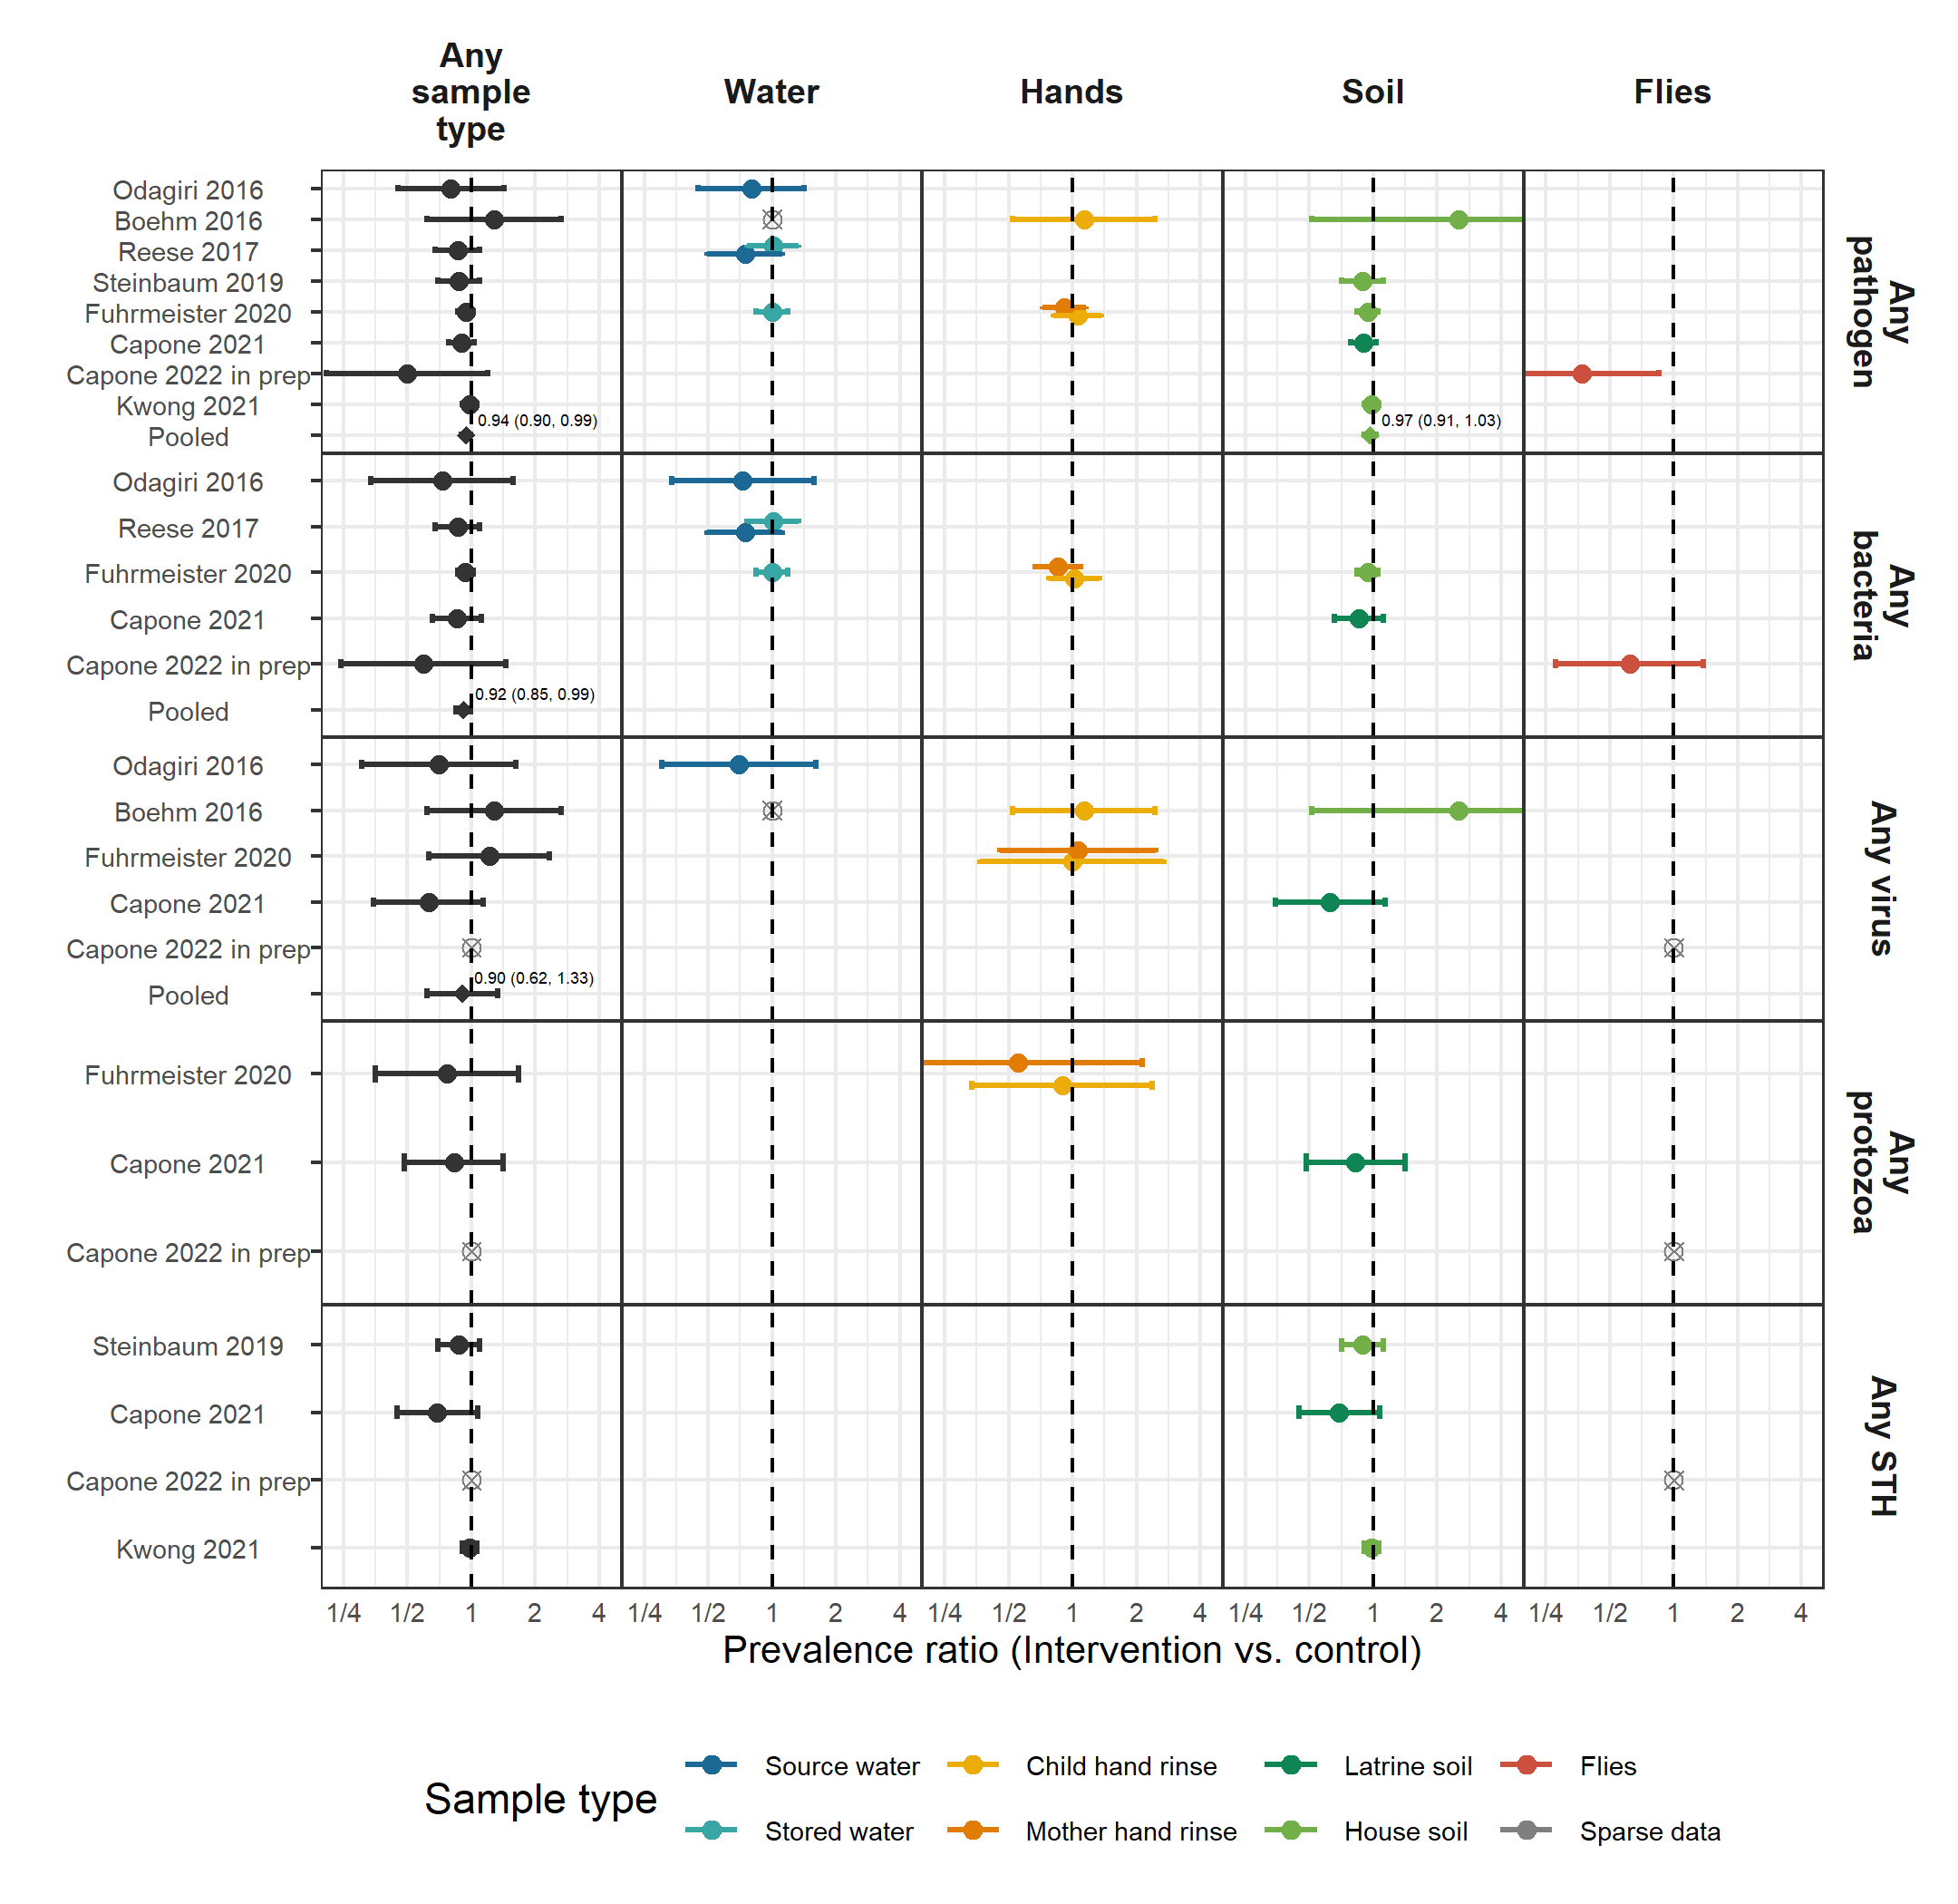 Any
sample
type
Water
Hands
Soil
Flies
Odagiri 2016
Boehm 2016
Reese 2017
Steinbaum 2019
Fuhrmeister 2020
Capone 2021
Capone 2022 in prep
Kwong 2021
0.94 (0.90, 0.99)
0.97 (0.91, 1.03)
Pooled
Any
pathogen
Odagiri 2016
Reese 2017
Fuhrmeister 2020
Capone 2021
Capone 2022 in prep
0.92 (0.85, 0.99)
Pooled
Any
bacteria
Odagiri 2016
Boehm 2016
Fuhrmeister 2020
Capone 2021
Capone 2022 in prep
0.90 (0.62, 1.33)
Pooled
Any virus
Fuhrmeister 2020
Capone 2021
Capone 2022 in prep
Any
protozoa
Steinbaum 2019
Capone 2021
Capone 2022 in prep
Kwong 2021
Any STH
1/4 1/2 1 2 4 1/4 1/2 1 2 4 1/4 1/2 1 2 4 1/4 1/2 1 2 4 1/4 1/2 1 2 4
Prevalence ratio (Intervention vs. control)
Sample type
Source water Child hand rinse Latrine soil Flies
Stored water Mother hand rinse House soil Sparse data